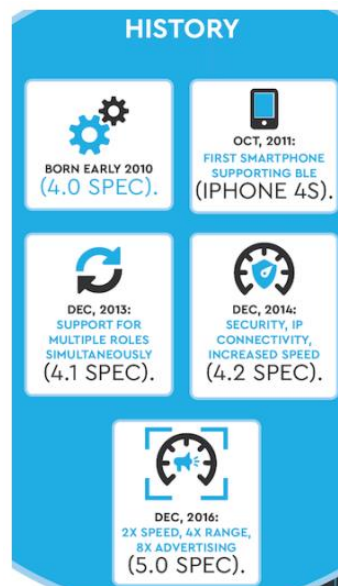 HISTORY
BORN EARLY 2010
(4.0 SPEC).
OCT, 2011:
FIRST SMARTPHONE
SUPPORTING BLE
(IPHONE 4S).
DEC, 2013:
SUPPORT FOR
MULTIPLE ROLES
SIMULTANEOUSLY
(4.1 SPEC).
DEC, 2014:
SECURITY, IP
CONNECTIVITY,
INCREASED SPEED
(4.2 SPEC).
DEC, 2016:
2X SPEED, 4X RANGE,
8X ADVERTISING
(5.0 SPEC).